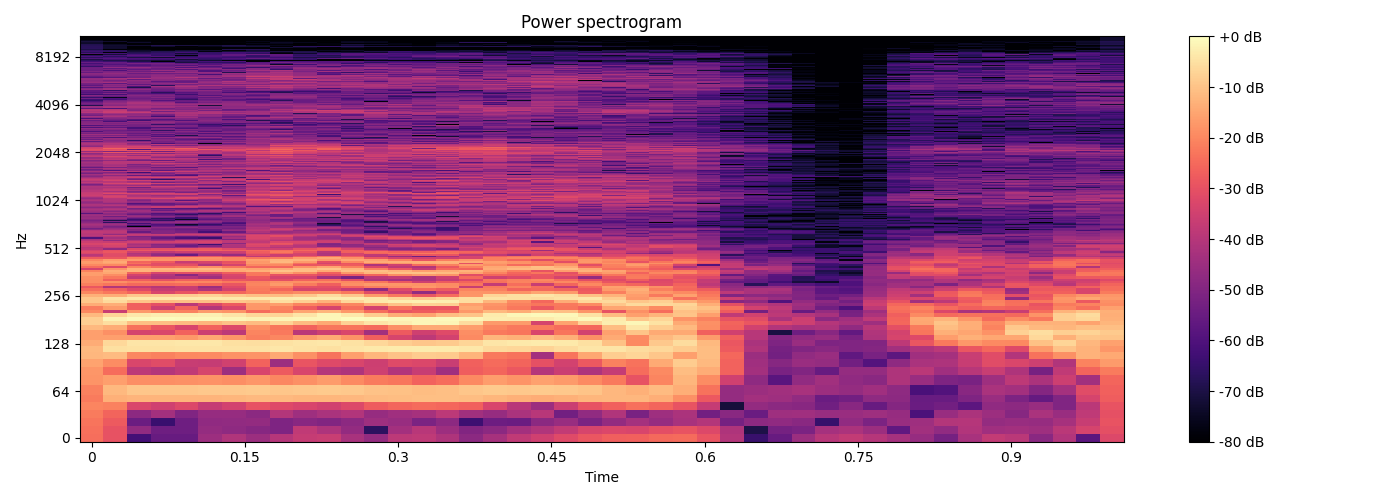 Power spectrogram
Hz
8192
4096
2048
1024
512
256
128
64
0
0 0.15 0.3 0.45 0.6 0.75 0.9
Time
+0 dB
-10 dB
-20 dB
-30 dB
-40 dB
-50 dB
-60 dB
-70 dB
-80 dB